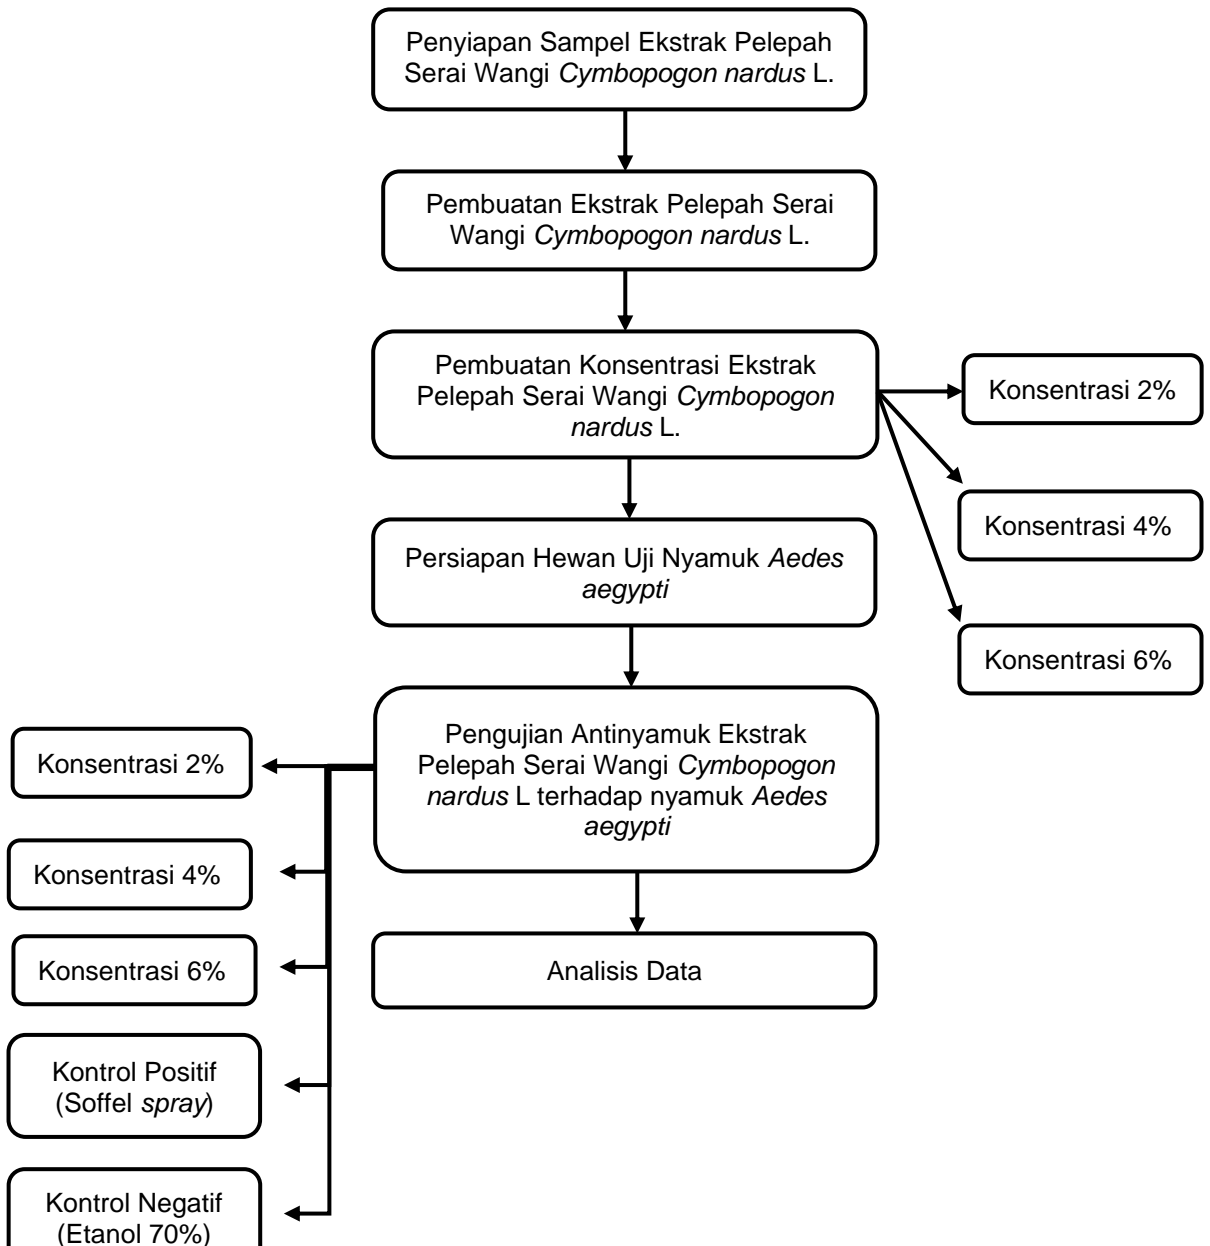 Penyiapan Sampel Ekstrak Pelepah
Serai Wangi Cymbopogon nardus L.
Pembuatan Ekstrak Pelepah Serai
Wangi Cymbopogon nardus L.
Pembuatan Konsentrasi Ekstrak
Pelepah Serai Wangi Cymbopogon
nardus L.
Konsentrasi 2%
Konsentrasi 4%
Konsentrasi 6%
Persiapan Hewan Uji Nyamuk Aedes
aegypti
Pengujian Antinyamuk Ekstrak
Pelepah Serai Wangi Cymbopogon
nardus L terhadap nyamuk Aedes
aegypti
Konsentrasi 2%
Konsentrasi 4%
Konsentrasi 6%
Kontrol Positif
(Soffel spray)
Kontrol Negatif
(Etanol 70%)
Analisis Data